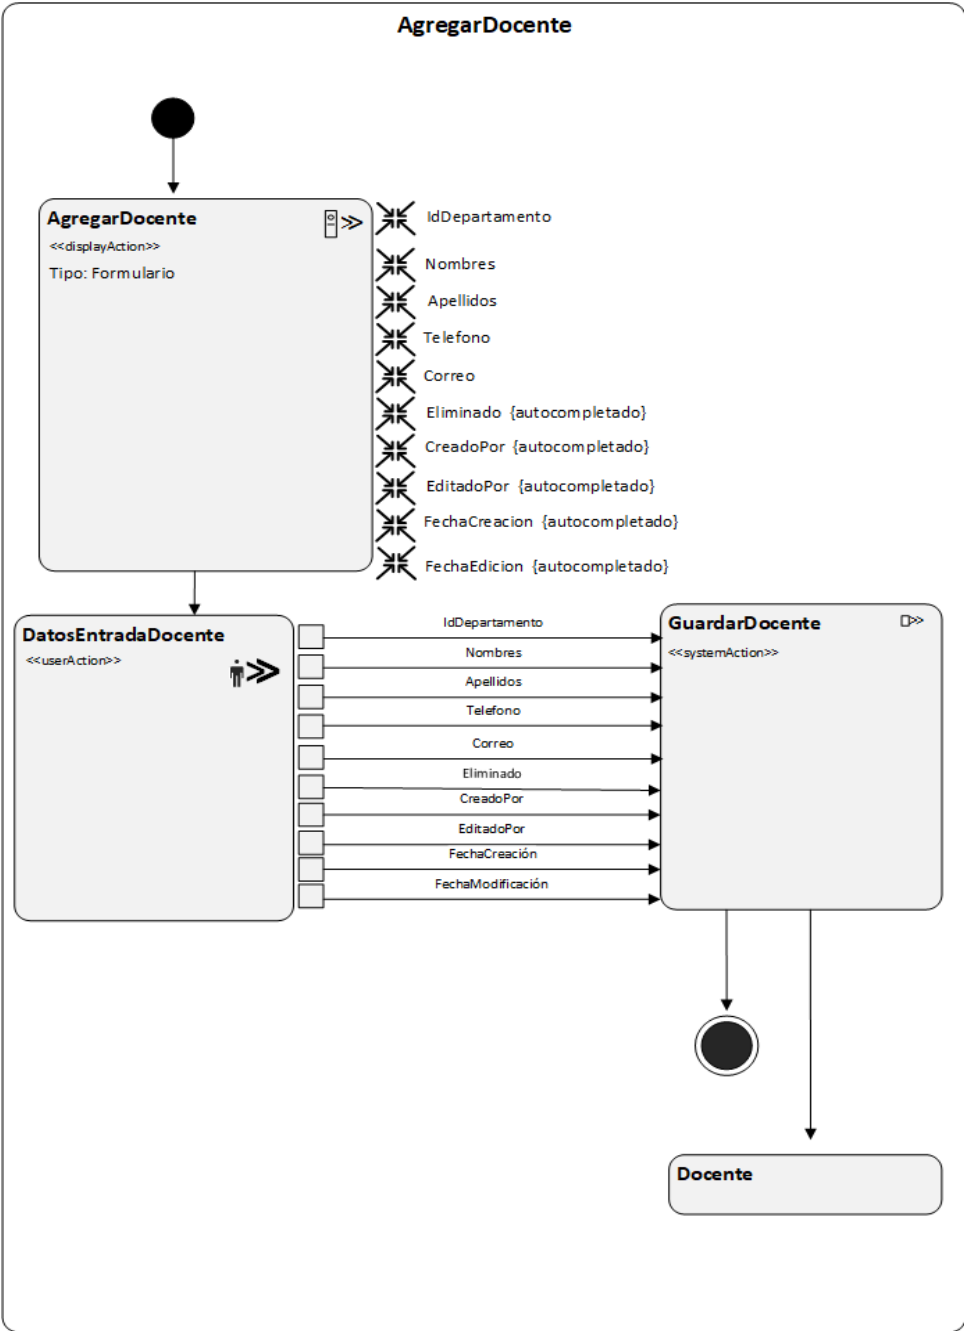 AgregarDocente
AgregarDocente
<<displayAction>>
Tipo: Formulario
IdDepartamento
Nombres
Apellidos
Telefono
Correo
Eliminado {autocompletado}
CreadoPor {autocompletado}
EditadoPor {autocompletado}
FechaCreacion {autocompletado}
FechaEdicion {autocompletado}
DatosEntradaDocente
<<userAction>>
IdDepartamento
Nombres
Apellidos
Telefono
Correo
Eliminado
CreadoPor
EditadoPor
FechaCreación
FechaModificación
GuardarDocente
<<systemAction>>
Docente